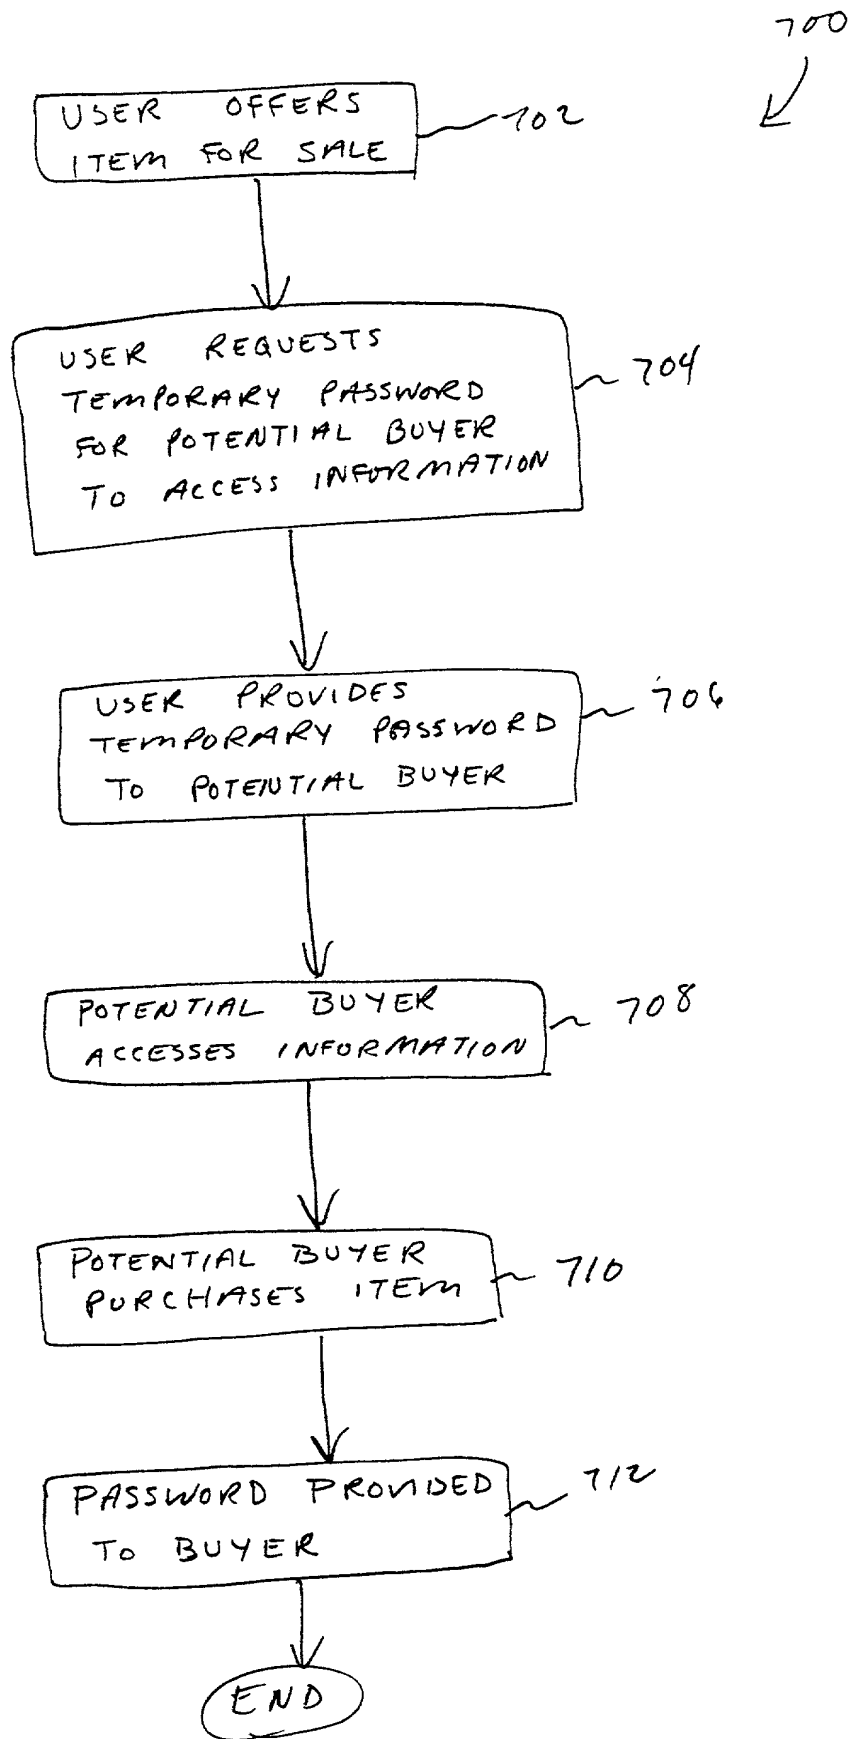 700
USER OFFERS
ITEM FOR SALE
702
USER REQUESTS
TEMPORARY PASSWORD
FOR POTENTIAL BUYER
TO ACCESS INFORMATION
704
USER PROVIDES
TEMPORARY PASSWORD
TO POTENTIAL BUYER
706
POTENTIAL BUYER
ACCESSES INFORMATION
708
POTENTIAL BUYER
PURCHASES ITEM
710
PASSWORD PROVIDED
TO BUYER
712
END